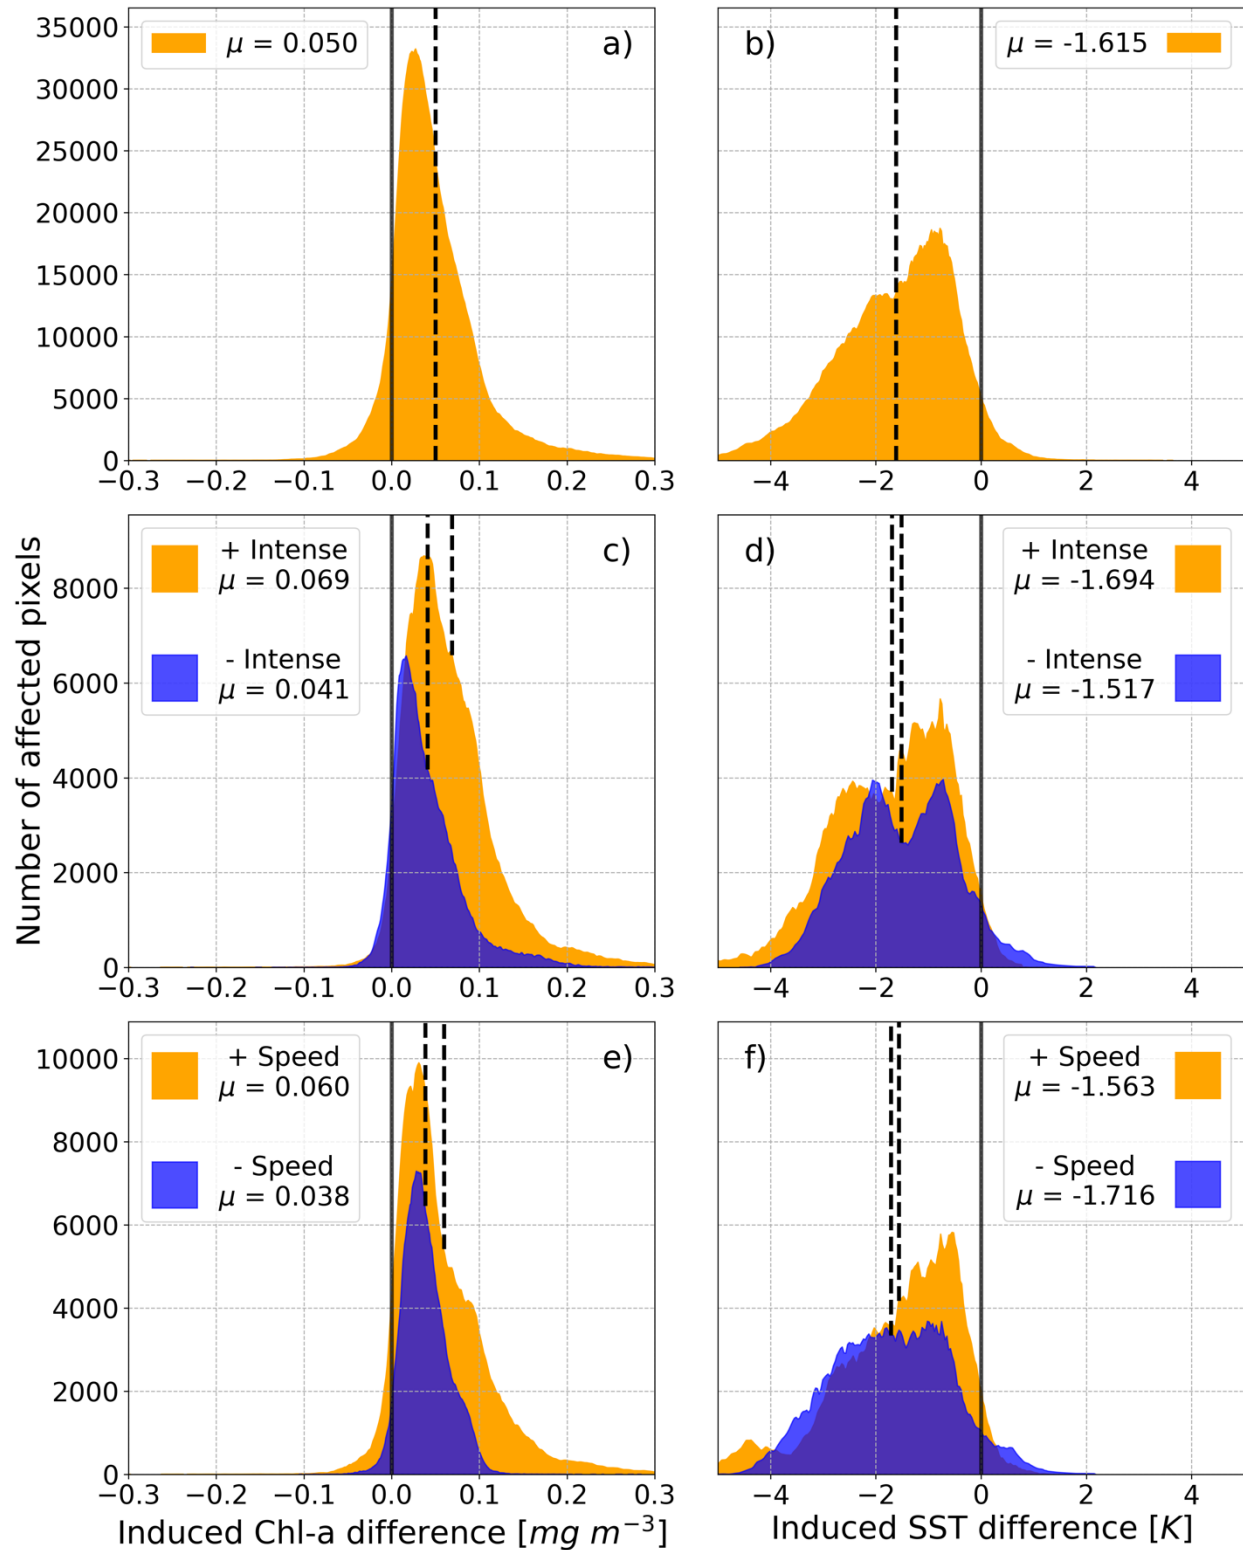 μ = 0.050
a)
35000
30000
25000
20000
15000
10000
5000
0
−0.3 −0.2 −0.1 0.0 0.1 0.2 0.3
b)
μ = -1.615
−4 −2 0 2 4
Number of affected pixels
+ Intense
μ = 0.069
- Intense
μ = 0.041
c)
8000
6000
4000
2000
0
−0.3 −0.2 −0.1 0.0 0.1 0.2 0.3
d)
+ Intense
μ = -1.694
- Intense
μ = -1.517
−4 −2 0 2 4
+ Speed
μ = 0.060
- Speed
μ = 0.038
e)
10000
8000
6000
4000
2000
0
−0.3 −0.2 −0.1 0.0 0.1 0.2 0.3
Induced Chl-a difference [mg m⁻³]
f)
+ Speed
μ = -1.563
- Speed
μ = -1.716
−4 −2 0 2 4
Induced SST difference [K]